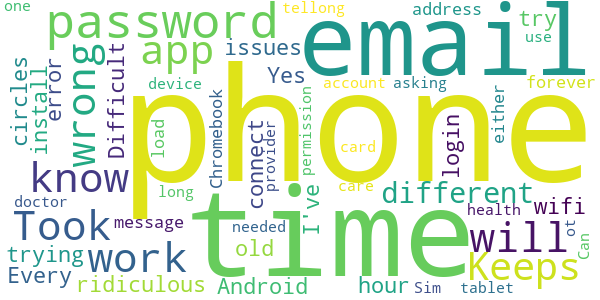 one
tellong
address
password
email
try
use
app
issues
Yes
device
account
asking
forever
circles
install
error
wrong
Difficult
load
phone
Chromebook
connect
provider
permission
I've
card
login
either
know
long
care
different
doctor
Took
message
time
needed
health
wifi
will
ot
Can
trying
work
old
Keeps
Every
ridiculous
Android
hour
Sim
tablet